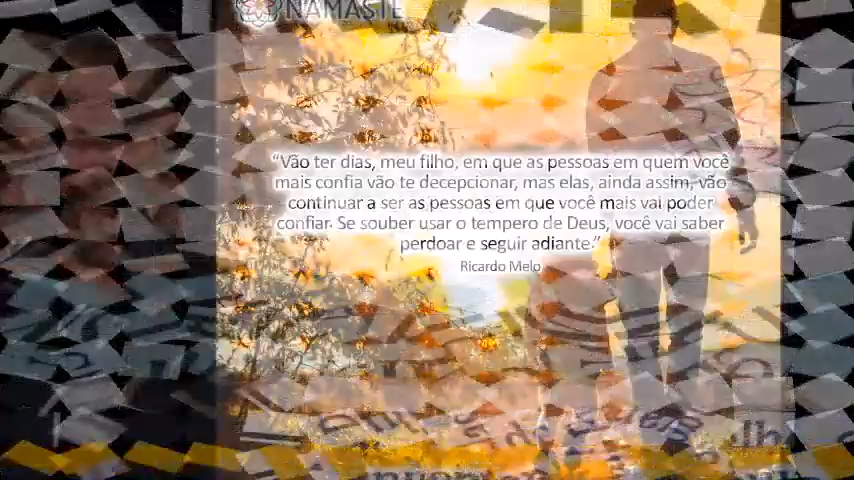 NAMASTE
“Vão ter dias, meu filho, em que as pessoas em quem você
mais confia vão te decepcionar, mas elas, ainda assim, vão
continuar a ser as pessoas em que você mais vai poder
confiar. Se souber usar o tempero de Deus, você vai saber
perdoar e seguir adiante.”
Ricardo Melo